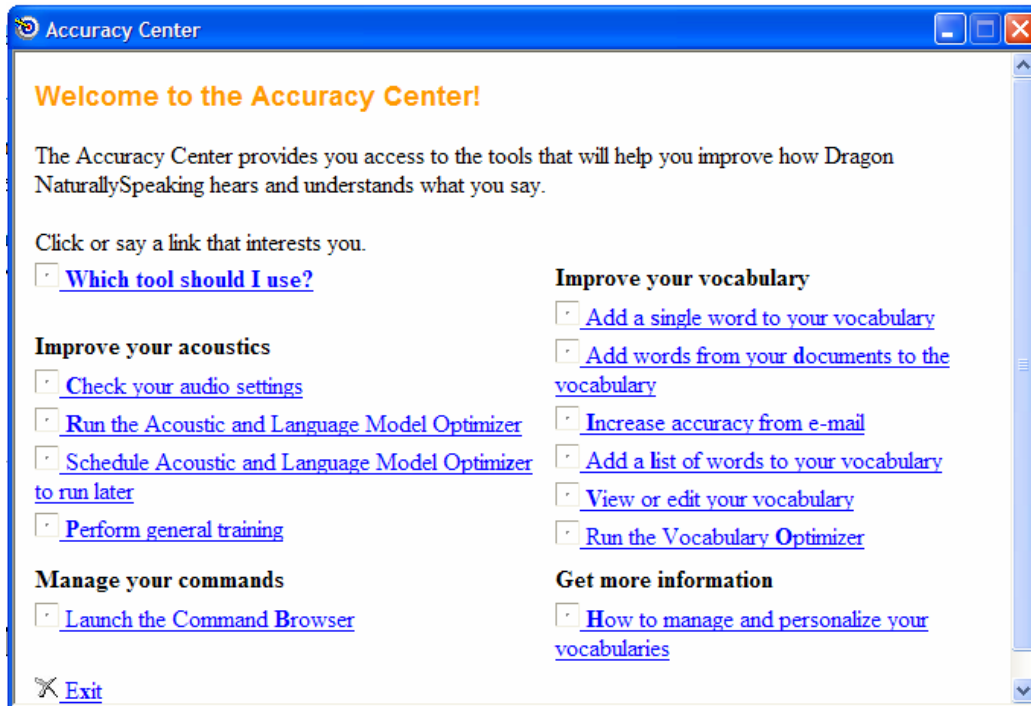 Accuracy Center
Welcome to the Accuracy Center!
The Accuracy Center provides you access to the tools that will help you improve how Dragon
NaturallySpeaking hears and understands what you say.
Click or say a link that interests you.
Which tool should I use?
Improve your acoustics
Check your audio settings
Run the Acoustic and Language Model Optimizer
Schedule Acoustic and Language Model Optimizer
to run later
Perform general training
Manage your commands
Launch the Command Browser
Exit
Improve your vocabulary
Add a single word to your vocabulary
Add words from your documents to the
vocabulary
Increase accuracy from e-mail
Add a list of words to your vocabulary
View or edit your vocabulary
Run the Vocabulary Optimizer
Get more information
How to manage and personalize your
vocabularies